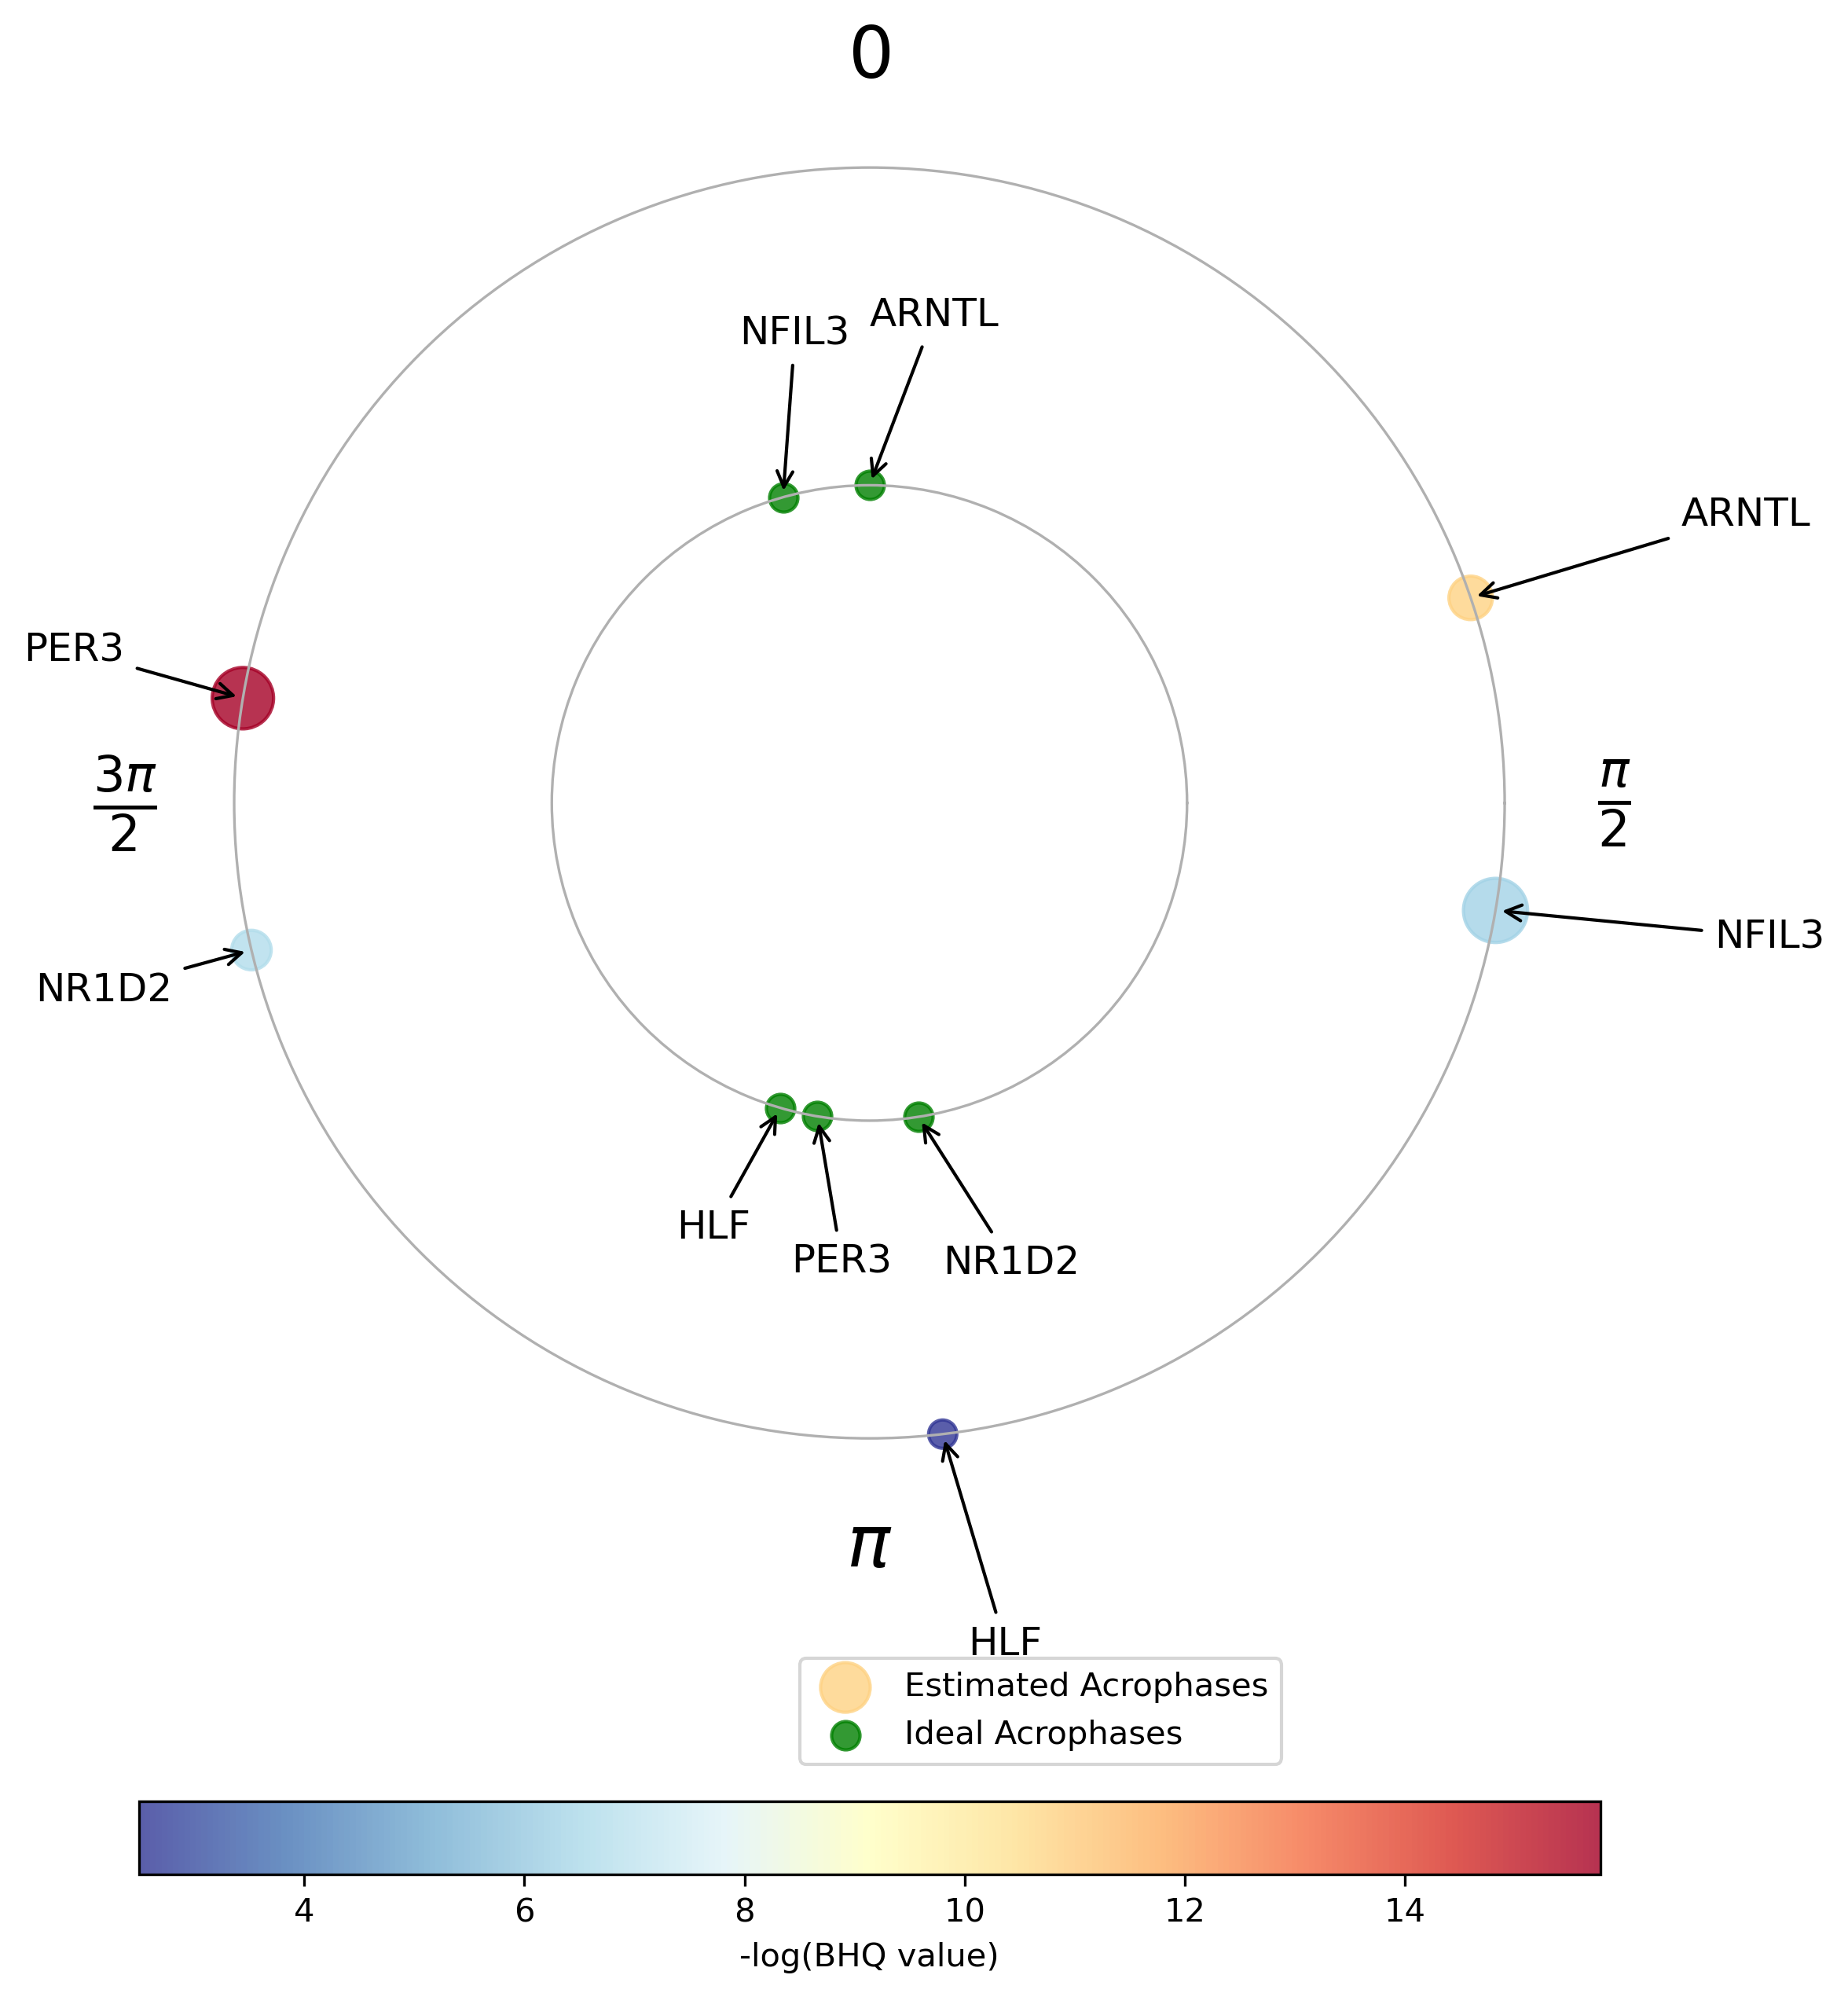 0
NFIL3
ARNTL
ARNTL
PER3
3π
2
π
2
NFIL3
NR1D2
HLF
PER3
NR1D2
π
HLF
Estimated Acrophases
Ideal Acrophases
4 6 8 10 12 14
-log(BHQ value)